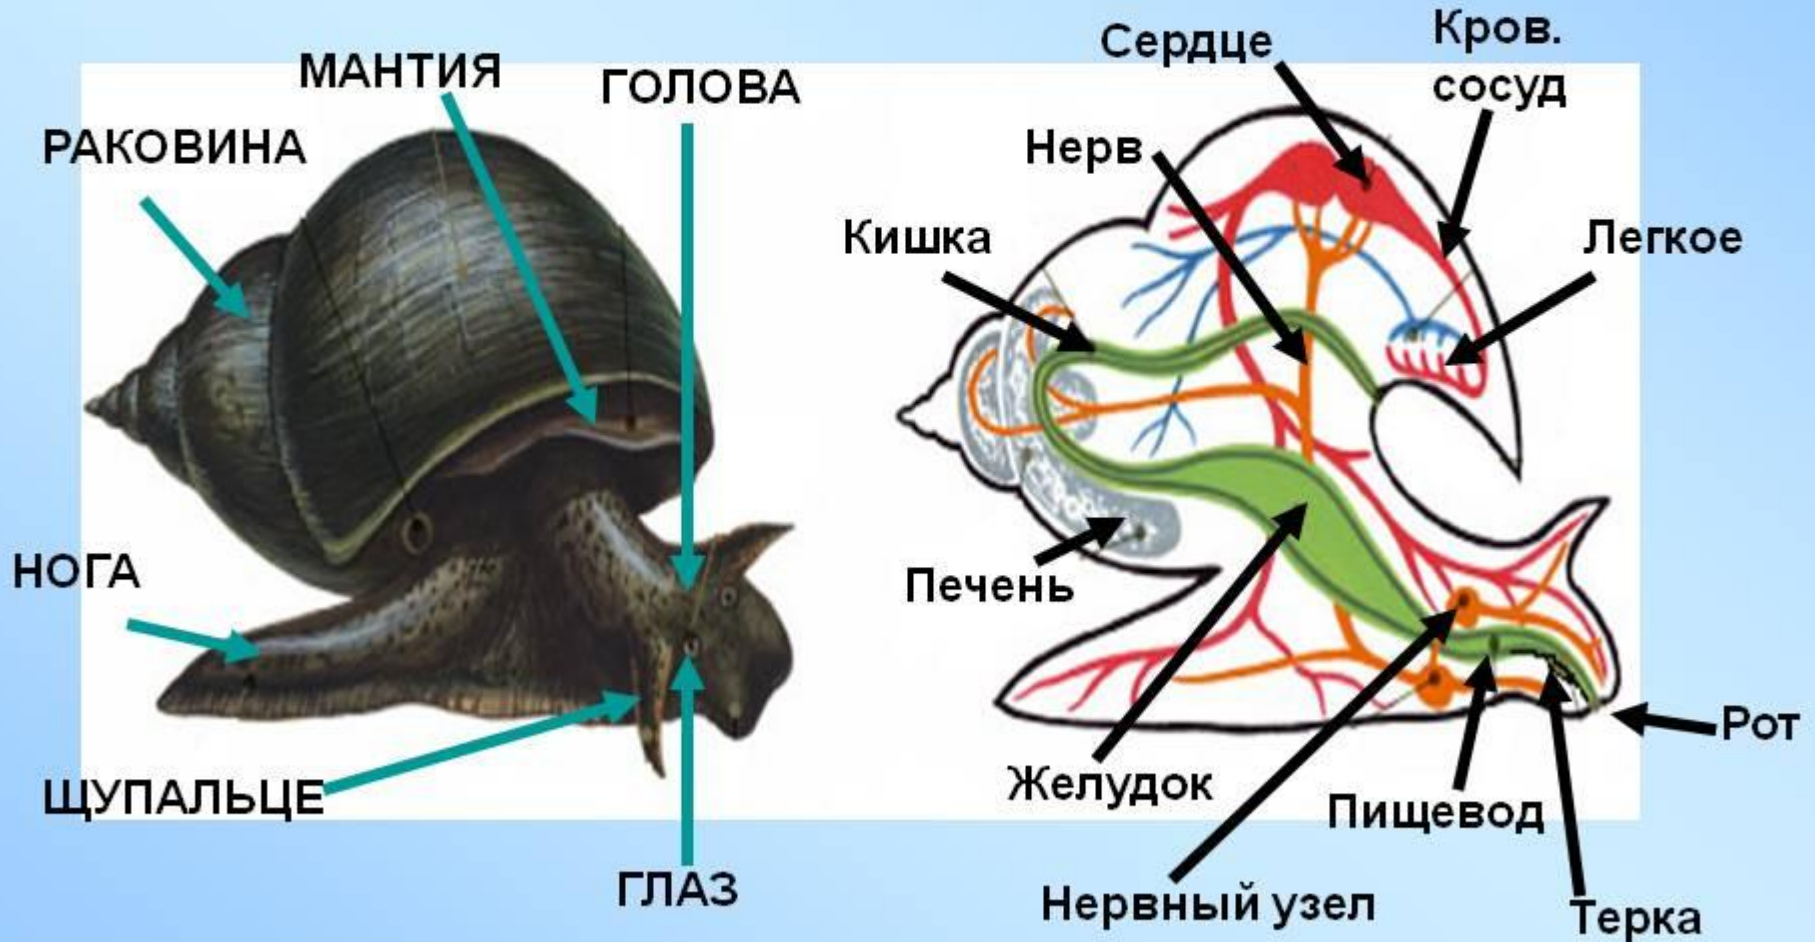 МАНТИЯ
ГОЛОВА
РАКОВИНА
НОГА
ЩУПАЛЬЦЕ
ГЛАЗ
Сердце
Кров.
сосуд
Нерв
Кишка
Легкое
Печень
Желудок
Рот
Пищевод
Нервный узел
Терка